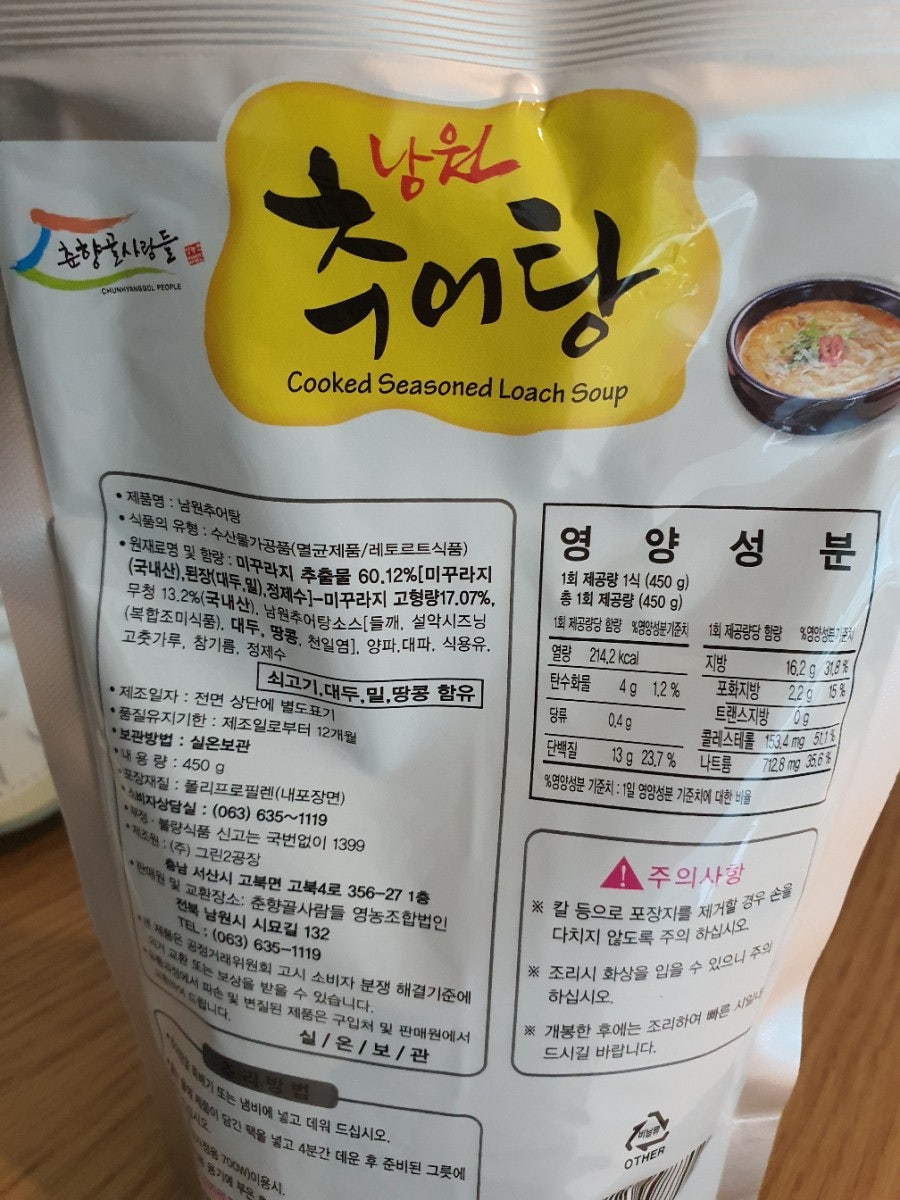 남원
추어탕
Cooked Seasoned Loach Soup
춘향골사람들
CHUNHYANGGOL PEOPLE
• 제품명 : 남원추어탕
• 식품의 유형 : 수산물가공품(멸균제품/레토르트식품)
• 원재료명 및 함량 : 미꾸라지 추출물 60.12%[미꾸라지
(국내산),된장(대두,밀),정제수]-미꾸라지 고형량17.07%,
무청 13.2%(국내산), 남원추어탕소스[들깨, 설악시즈닝
(복합조미식품), 대두, 땅콩, 천일염], 양파,대파, 식용유,
고춧가루, 참기름, 정제수
쇠고기,대두,밀,땅콩 함유
• 제조일자 : 전면 상단에 별도표기
• 품질유지기한 : 제조일로부터 12개월
• 보관방법 : 실온보관
• 내 용 량 : 450 g
• 포장재질 : 폴리프로필렌(내포장면)
• 소비자상담실 : (063) 635~1119
• 부정 · 불량식품 신고는 국번없이 1399
• 제조원 : (주) 그린2공장
충남 서산시 고북면 고북4로 356-27 1층
• 판매원 및 교환장소: 춘향골사람들 영농조합법인
전북 남원시 시묘길 132
TEL : (063) 635-1119
• 본 제품은 공정거래위원회 고시 소비자 분쟁 해결기준에
의거 교환 또는 보상을 받을 수 있습니다.
파손 및 변질된 제품은 구입처 및 판매원에서
드립니다.
실/온/보/관
조리방법
또는 냄비에 넣고 데워 드십시오.
제품이 담긴 팩을 넣고 4분간 데운 후 준비된 그릇에
700W)이용시.
영 양 성 분
1회 제공량 1식 (450 g)
총 1회 제공량 (450 g)
1회 제공량당 함량 %영양성분기준치
열량 214,2 kcal
탄수화물 4 g 1,2 %
당류 0,4 g
단백질 13 g 23,7 %
1회 제공량당 함량 %영양성분기준치
지방 16,2 g 31,8 %
포화지방 2,2 g 15 %
트랜스지방 0 g
콜레스테롤 153,4 mg 51,1 %
나트륨 712,8 mg 35,6 %
%영양성분 기준치 : 1일 영양성분 기준치에 대한 비율
주의사항
※ 칼 등으로 포장지를 제거할 경우 손을
다치지 않도록 주의 하십시오.
※ 조리시 화상을 입을 수 있으니 주의
하십시오.
※ 개봉한 후에는 조리하여 빠른
드시길 바랍니다.
비닐류
OTHER